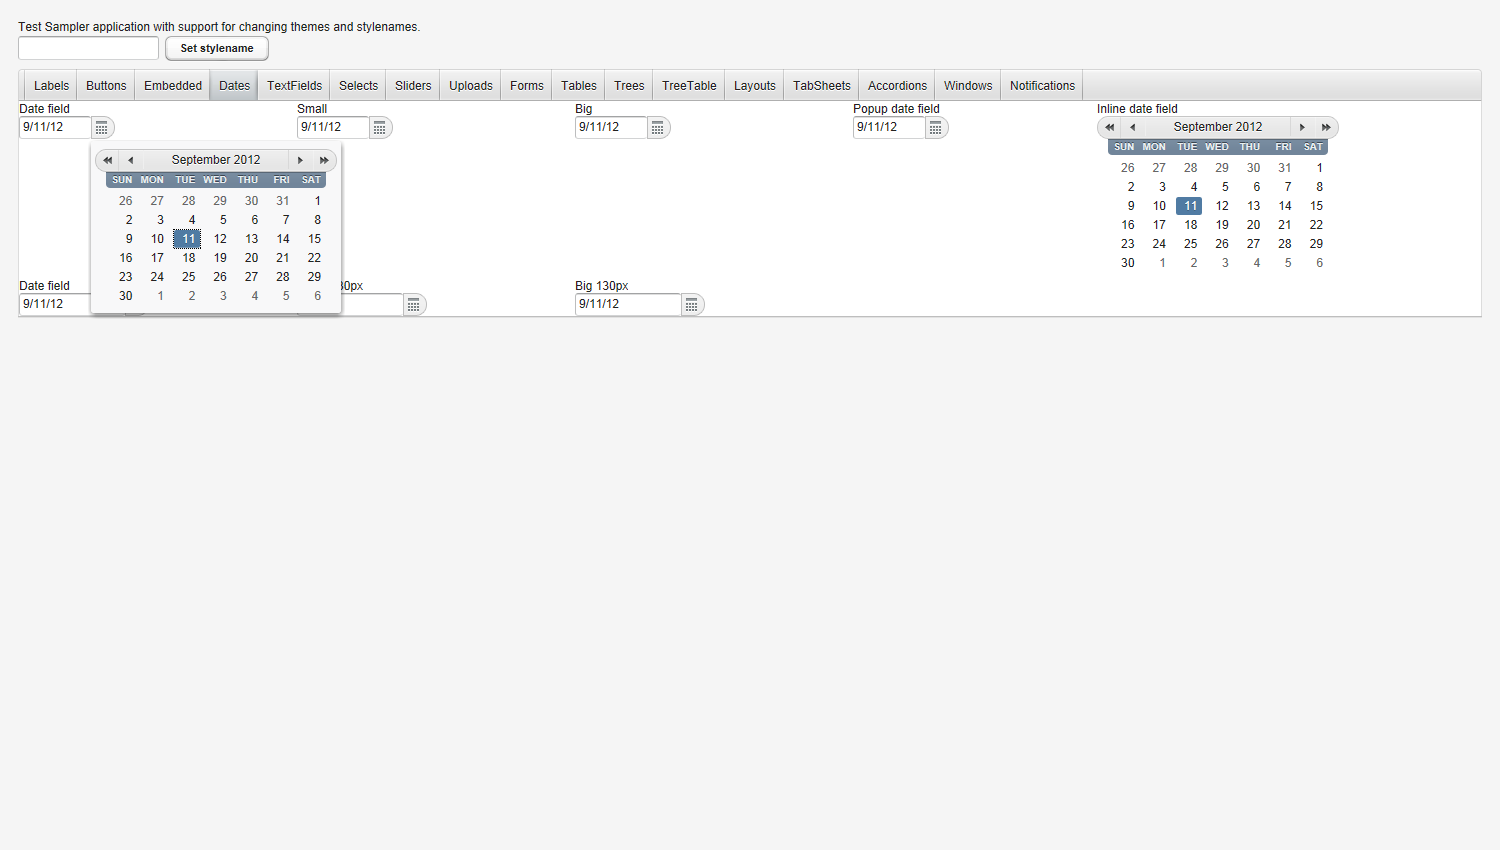 Test Sampler application with support for changing themes and stylenames.
Set stylename
Labels Buttons Embedded Dates TextFields Selects Sliders Uploads Forms Tables Trees TreeTable Layouts TabSheets Accordions Windows Notifications
Date field Small Big Popup date field Inline date field
9/11/12 9/11/12 9/11/12 9/11/12
September 2012
SUN MON TUE WED THU FRI SAT
26 27 28 29 30 31 1
2 3 4 5 6 7 8
9 10 11 12 13 14 15
16 17 18 19 20 21 22
23 24 25 26 27 28 29
30 1 2 3 4 5 6
September 2012
SUN MON TUE WED THU FRI SAT
26 27 28 29 30 31 1
2 3 4 5 6 7 8
9 10 11 12 13 14 15
16 17 18 19 20 21 22
23 24 25 26 27 28 29
30 1 2 3 4 5 6
Date field Big 130px
9/11/12 9/11/12